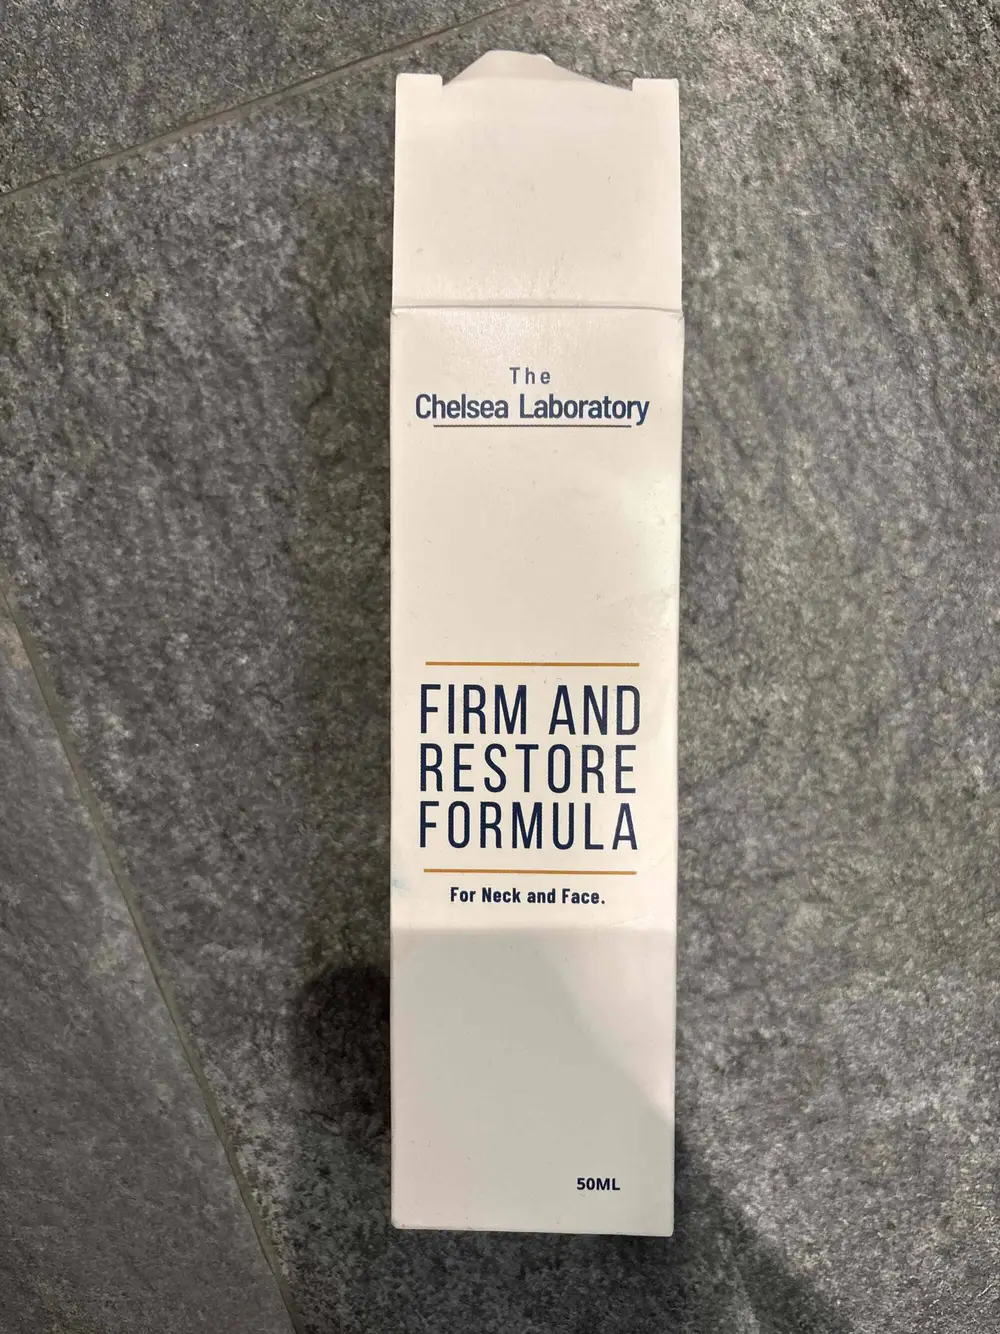 The
Chelsea Laboratory
FIRM AND
RESTORE
FORMULA
For Neck and Face.
50ML